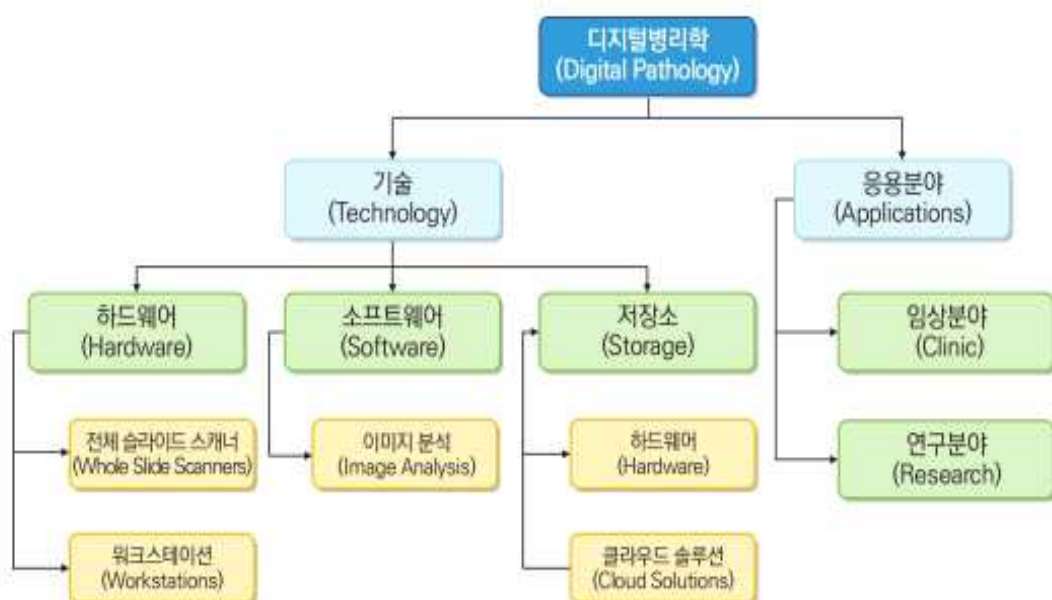 디지털병리학
(Digital Pathology)
기술
(Technology)
응용분야
(Applications)
하드웨어
(Hardware)
소프트웨어
(Software)
저장소
(Storage)
임상분야
(Clinic)
전체 슬라이드 스캐너
(Whole Slide Scanners)
이미지 분석
(Image Analysis)
하드웨어
(Hardware)
연구분야
(Research)
워크스테이션
(Workstations)
클라우드 솔루션
(Cloud Solutions)